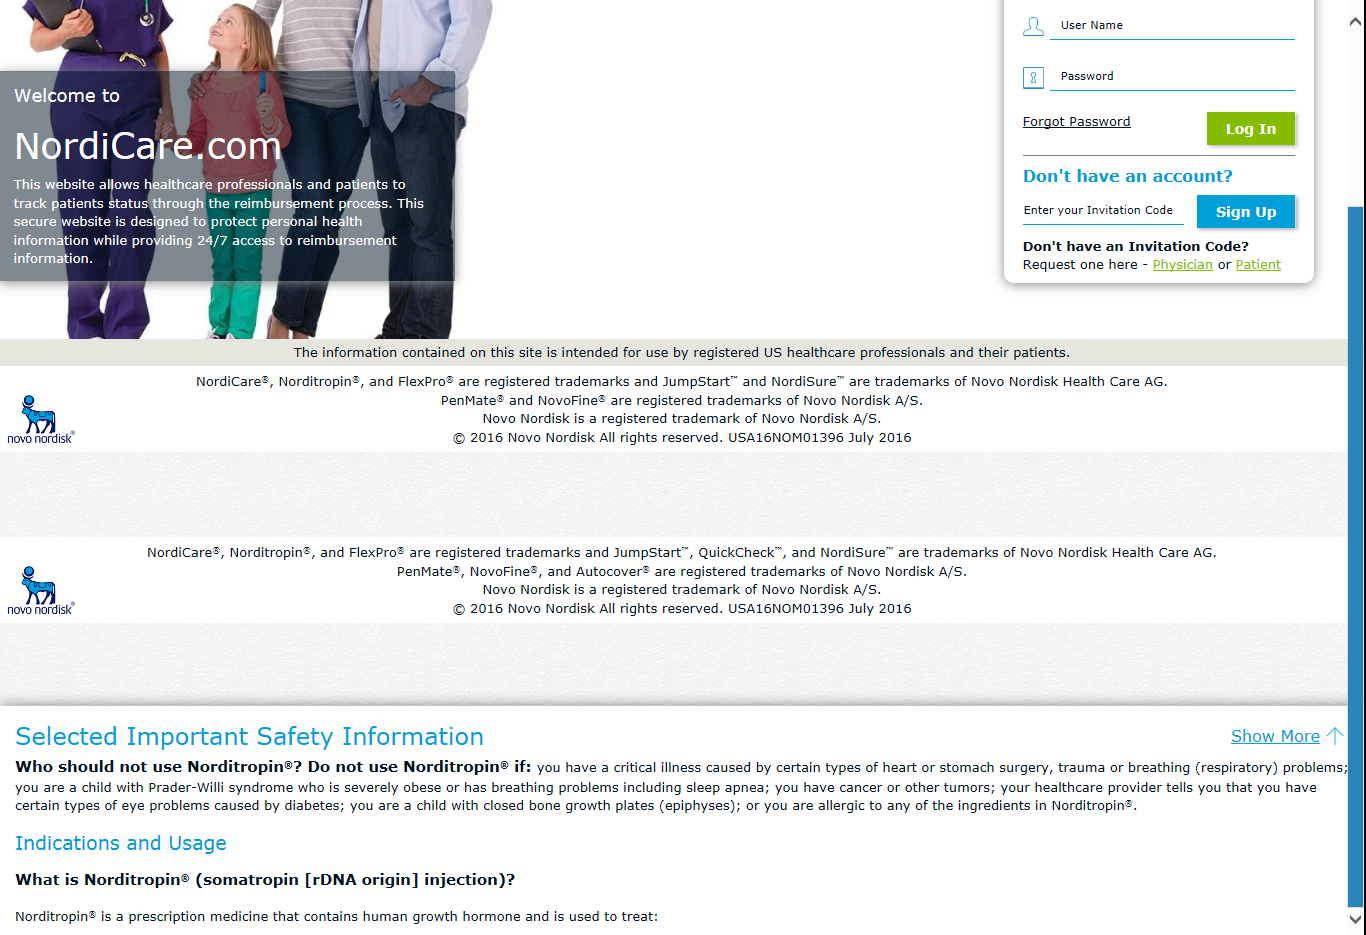 Welcome to
NordiCare.com
This website allows healthcare professionals and patients to
track patients status through the reimbursement process. This
secure website is designed to protect personal health
information while providing 24/7 access to reimbursement
information.
User Name
Password
Forgot Password
Log In
Don't have an account?
Enter your Invitation Code
Sign Up
Don't have an Invitation Code?
Request one here - Physician or Patient
The information contained on this site is intended for use by registered US healthcare professionals and their patients.
NordiCare®, Norditropin®, and FlexPro® are registered trademarks and JumpStart™ and NordiSure™ are trademarks of Novo Nordisk Health Care AG.
PenMate® and NovoFine® are registered trademarks of Novo Nordisk A/S.
Novo Nordisk is a registered trademark of Novo Nordisk A/S.
© 2016 Novo Nordisk All rights reserved. USA16NOM01396 July 2016
novo nordisk®
NordiCare®, Norditropin®, and FlexPro® are registered trademarks and JumpStart™, QuickCheck™, and NordiSure™ are trademarks of Novo Nordisk Health Care AG.
PenMate®, NovoFine®, and Autocover® are registered trademarks of Novo Nordisk A/S.
Novo Nordisk is a registered trademark of Novo Nordisk A/S.
© 2016 Novo Nordisk All rights reserved. USA16NOM01396 July 2016
novo nordisk®
Selected Important Safety Information
Show More
Who should not use Norditropin®? Do not use Norditropin® if: you have a critical illness caused by certain types of heart or stomach surgery, trauma or breathing (respiratory) problems;
you are a child with Prader-Willi syndrome who is severely obese or has breathing problems including sleep apnea; you have cancer or other tumors; your healthcare provider tells you that you have
certain types of eye problems caused by diabetes; you are a child with closed bone growth plates (epiphyses); or you are allergic to any of the ingredients in Norditropin®.
Indications and Usage
What is Norditropin® (somatropin [rDNA origin] injection)?
Norditropin® is a prescription medicine that contains human growth hormone and is used to treat: